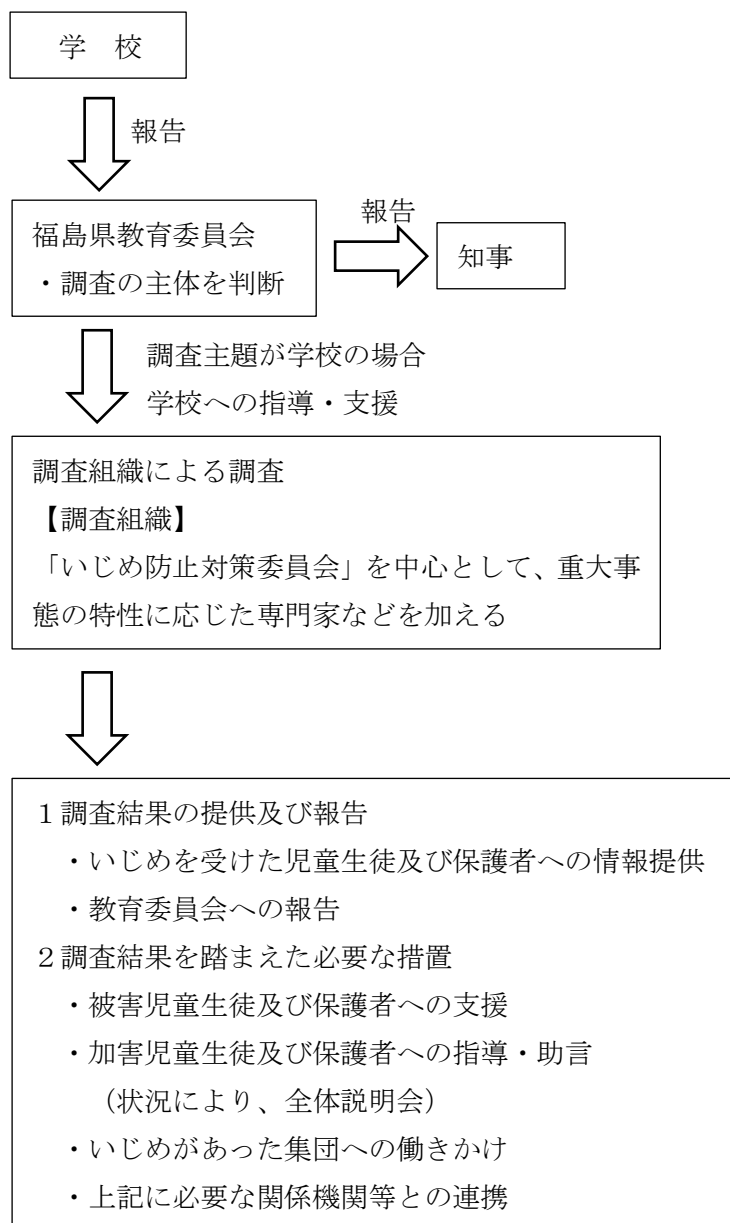 学　校
報告
福島県教育委員会
・調査の主体を判断
報告
知事
調査主題が学校の場合
学校への指導・支援
調査組織による調査
【調査組織】
「いじめ防止対策委員会」を中心として、重大事
態の特性に応じた専門家などを加える
１調査結果の提供及び報告
・いじめを受けた児童生徒及び保護者への情報提供
・教育委員会への報告
２調査結果を踏まえた必要な措置
・被害児童生徒及び保護者への支援
・加害児童生徒及び保護者への指導・助言
（状況により、全体説明会）
・いじめがあった集団への働きかけ
・上記に必要な関係機関等との連携